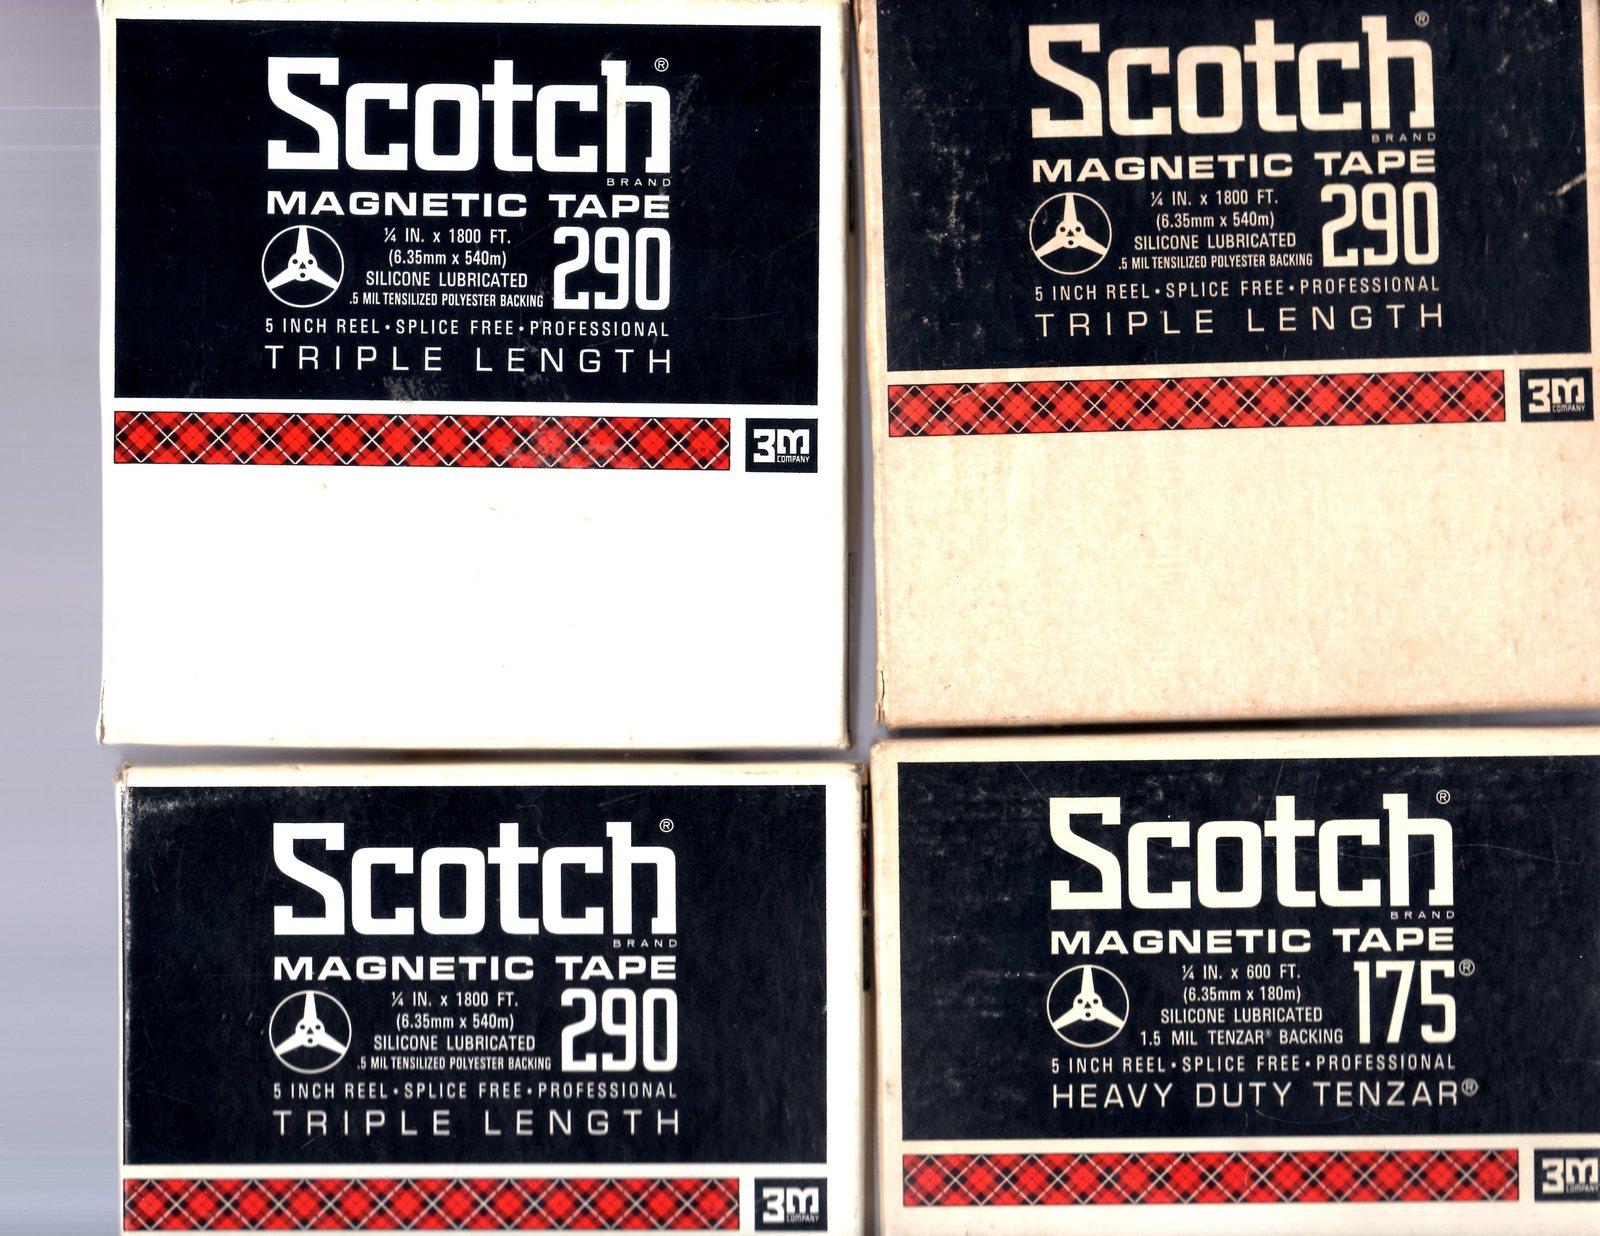 Scotch®
BRAND
MAGNETIC TAPE
¼ IN. x 1800 FT.
(6.35mm x 540m)
SILICONE LUBRICATED
.5 MIL TENSILIZED POLYESTER BACKING
290
5 INCH REEL • SPLICE FREE • PROFESSIONAL
TRIPLE LENGTH
3M
COMPANY
Scotch®
BRAND
MAGNETIC TAPE
¼ IN. x 1800 FT.
(6.35mm x 540m)
SILICONE LUBRICATED
.5 MIL TENSILIZED POLYESTER BACKING
290
5 INCH REEL • SPLICE FREE • PROFESSIONAL
TRIPLE LENGTH
3M
COMPANY
Scotch®
BRAND
MAGNETIC TAPE
¼ IN. x 1800 FT.
(6.35mm x 540m)
SILICONE LUBRICATED
.5 MIL TENSILIZED POLYESTER BACKING
290
5 INCH REEL • SPLICE FREE • PROFESSIONAL
TRIPLE LENGTH
3M
COMPANY
Scotch®
BRAND
MAGNETIC TAPE
¼ IN. x 600 FT.
(6.35mm x 180m)
SILICONE LUBRICATED
1.5 MIL TENZAR® BACKING
175®
5 INCH REEL • SPLICE FREE • PROFESSIONAL
HEAVY DUTY TENZAR®
3M
COMPANY